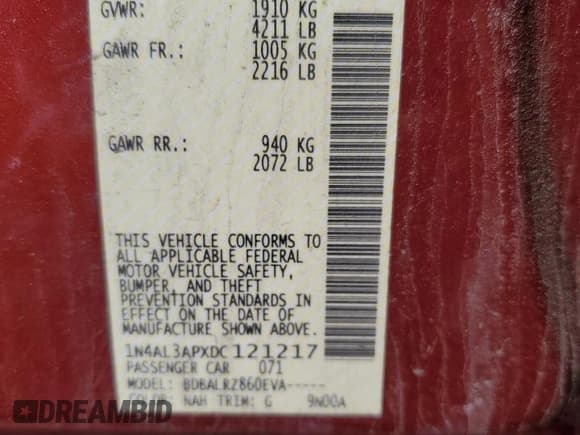 GVWR: 1910 KG
4211 LB
GAWR FR.: 1005 KG
2216 LB
GAWR RR.: 940 KG
2072 LB
THIS VEHICLE CONFORMS TO
ALL APPLICABLE FEDERAL
MOTOR VEHICLE SAFETY,
BUMPER, AND THEFT
PREVENTION STANDARDS IN
EFFECT ON THE DATE OF
MANUFACTURE SHOWN ABOVE.
1N4AL3APXDC121217
PASSENGER CAR 071
MODEL: BDBALRZ860EVA-----
COLOR: NAH TRIM: G 9N00A
DREAMBID